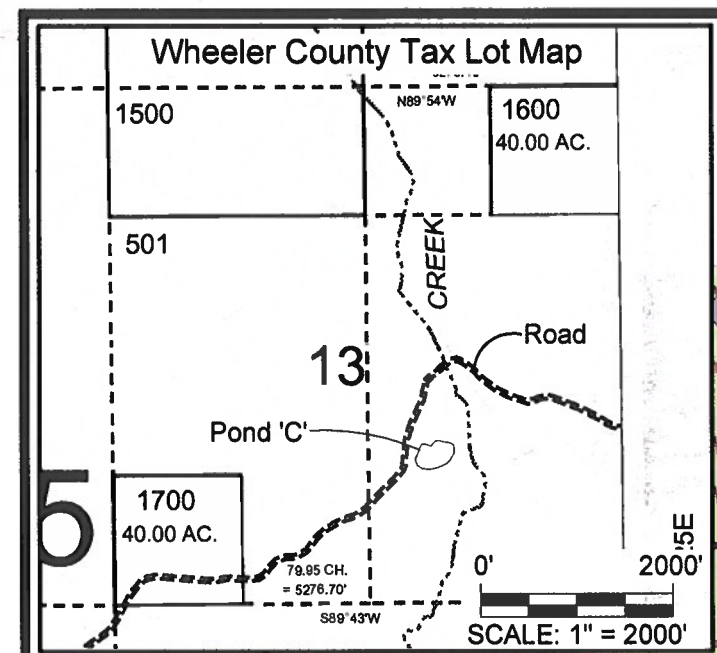 Wheeler County Tax Lot Map
N89°54'W
1500
1600
40.00 AC.
501
CREEK
Road
13
Pond 'C'
5
1700
40.00 AC.
79.95 CH.
= 5276.70'
S89°43'W
5E
0' 2000'
SCALE: 1" = 2000'